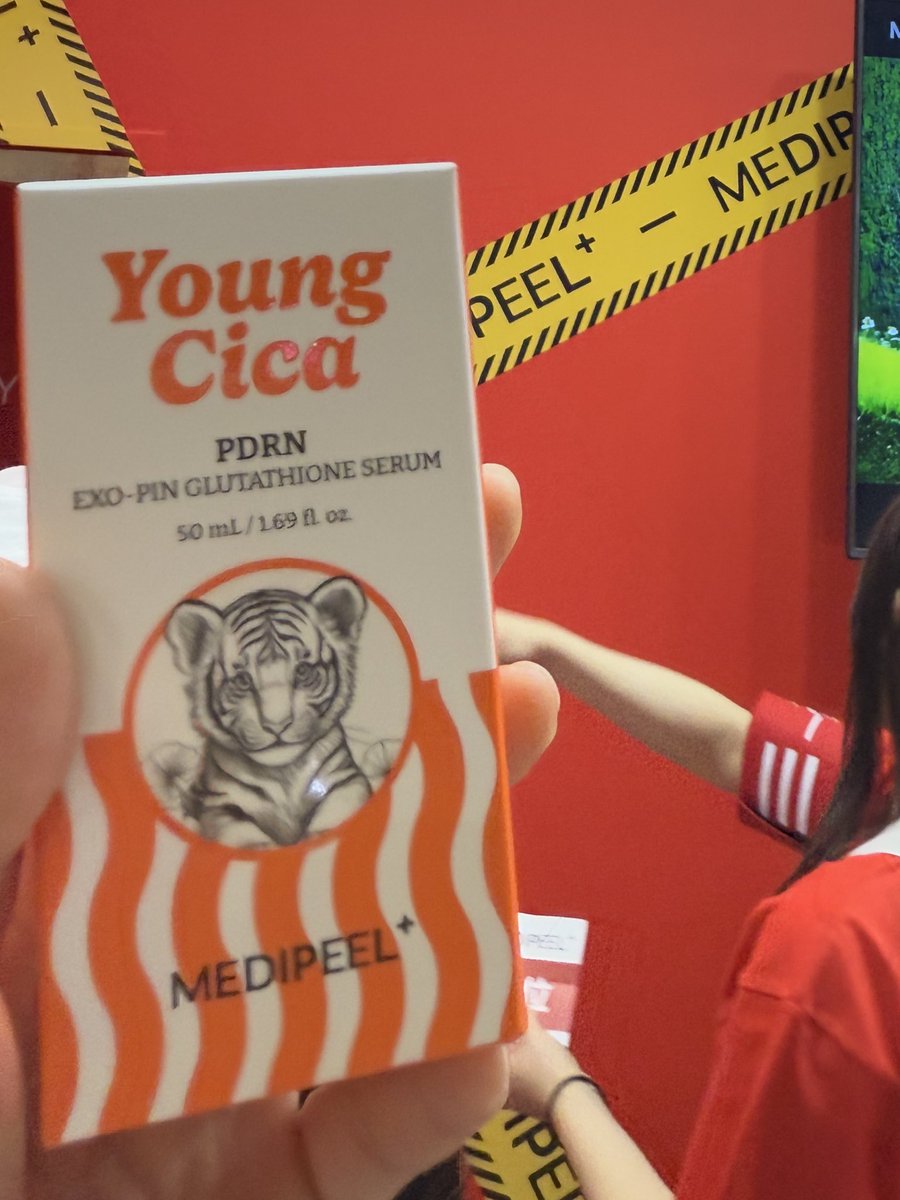 Young
Cica
PDRN
EXO-PIN GLUTATHIONE SERUM
50 mL / 1.69 fl. oz.
MEDIPEEL+
PEEL+ — MEDIP